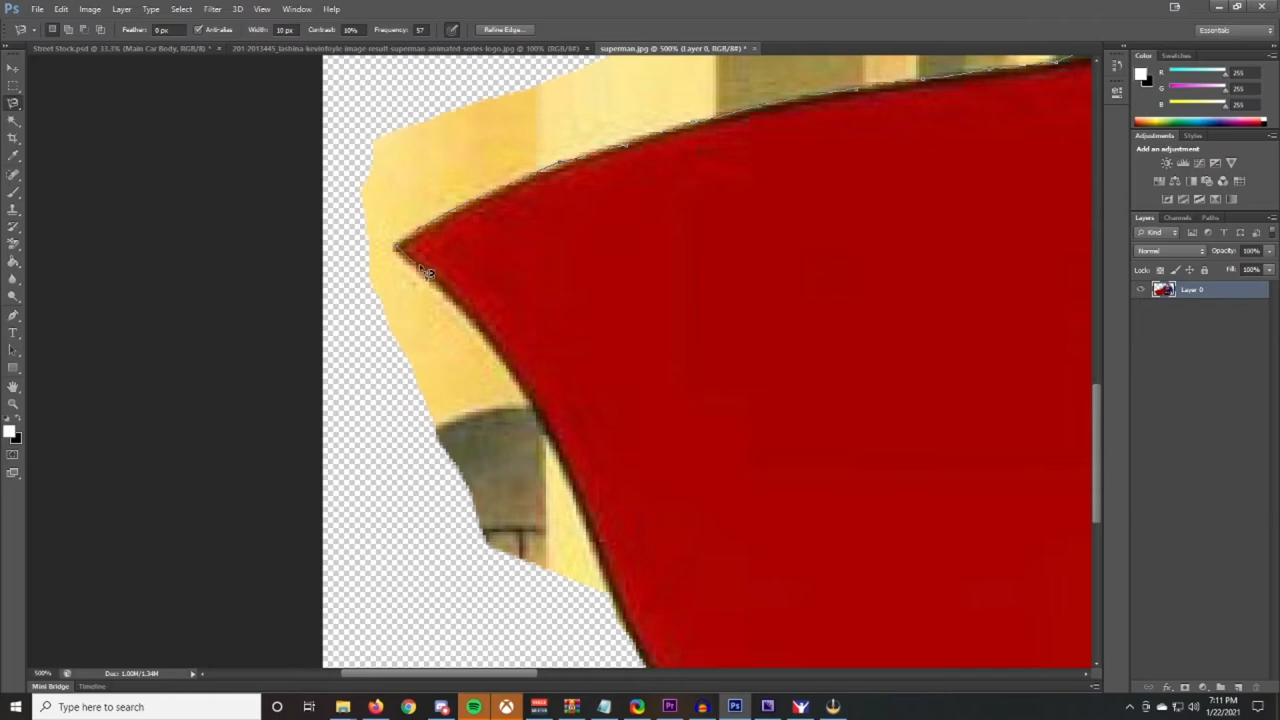 Ps File Edit Image Layer Type Select Filter 3D View Window Help
Feather: 0 px Anti-alias Width: 10 px Contrast: 10% Frequency: 57 Refine Edge... Essentials
Street Stock.psd @ 33.3% (Main Car Body, RGB/8) * × 201-2013445_lashina-kevinfoyle-image-result-superman-animated-series-logo.jpg @ 100% (RGB/8#) × superman.jpg @ 500% (Layer 0, RGB/8#) * ×
Color Swatches
R 255
G 255
B 255
Adjustments Styles
Add an adjustment
Layers Channels Paths
Kind
Normal Opacity: 100%
Lock: Fill: 100%
Layer 0
500% Doc: 1.00M/1.34M
Mini Bridge Timeline
Type here to search
7:11 PM
1/22/2021